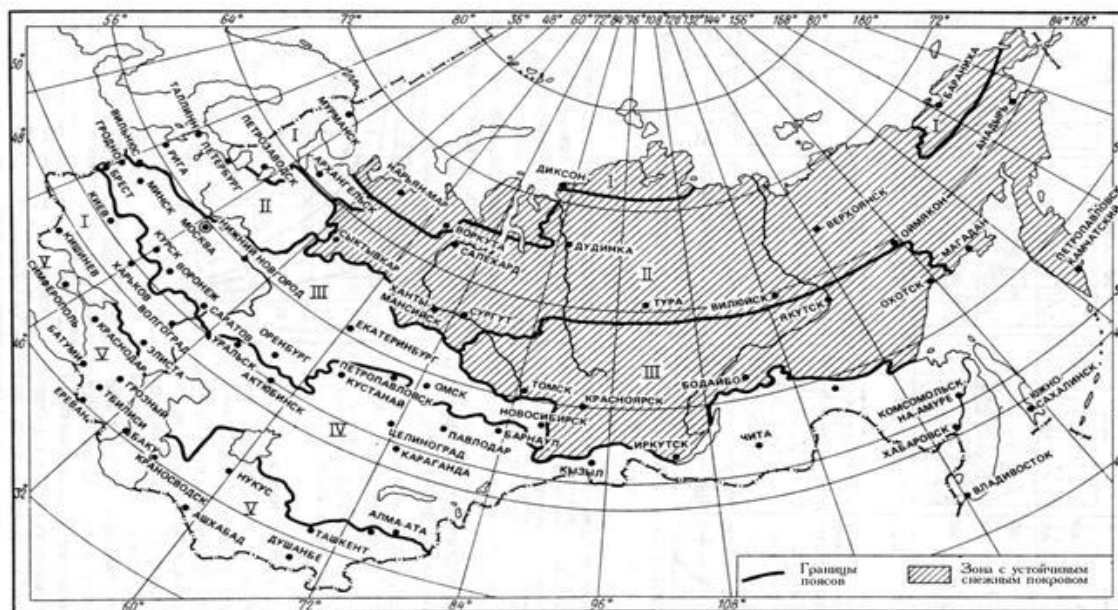 56° 64° 72° 80° 36° 48° 60° 72° 84° 96° 108° 120° 132° 144° 156° 80° 180° 72° 84° 168°
БАРАНИХА
I
АНАДЫРЬ
МУРМАНСК
I
ТАЛЛИНН
ПЕТЕРБУРГ
ПЕТРОЗАВОДСК
АРХАНГЕЛЬСК
НАРЬЯН-МАР
ДИКСОН
I
ВИЛЬНЮС
РИГА
ГРОДНО
БРЕСТ
МИНСК
II
МОСКВА
НИЖНИЙ НОВГОРОД
СЫКТЫВКАР
ВОРКУТА
САЛЕХАРД
ДУДИНКА
ВЕРХОЯНСК
ОЙМЯКОН
МАГАДАН
ПЕТРОПАВЛОВСК
КАМЧАТСКИЙ
I
КИЕВ
КУРСК
ВОРОНЕЖ
ХАРЬКОВ
V
КИШИНЕВ
СИМФЕРОПОЛЬ
III
ХАНТЫ
МАНСИЙСК
СУРГУТ
II
ТУРА
ВИЛЮЙСК
ЯКУТСК
ОХОТСК
ВОЛГОГРАД
САРАТОВ
УРАЛЬСК
ОРЕНБУРГ
ЕКАТЕРИНБУРГ
КРАСНОДАР
ЭЛИСТА
V
БАТУМИ
ГРОЗНЫЙ
ТБИЛИСИ
ЕРЕВАН
АКТЮБИНСК
ПЕТРОПАВЛОВСК
КУСТАНАЙ
ОМСК
ТОМСК
III
КРАСНОЯРСК
БОДАЙБО
НОВОСИБИРСК
БАРНАУЛ
ПАВЛОДАР
IV
ЦЕЛИНОГРАД
КАРАГАНДА
КЫЗЫЛ
ИРКУТСК
ЧИТА
КОМСОМОЛЬСК
НА-АМУРЕ
ХАБАРОВСК
ЮЖНО
САХАЛИНСК
ВЛАДИВОСТОК
БАКУ
КРАСНОВОДСК
НУКУС
V
АЛМА-АТА
ТАШКЕНТ
АШХАБАД
ДУШАНБЕ
32°
Границы
поясов
Зона с устойчивым
снежным покровом
60° 72° 84° 96° 108°